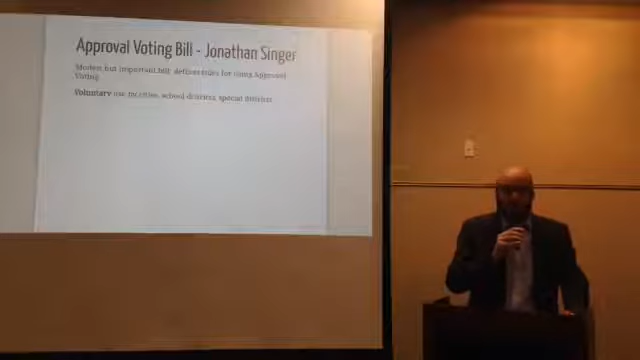 Approval Voting Bill - Jonathan Singer
Modest but important bill: defines rules for using Approval
Voting
Voluntary use in cities, school districts, special districts